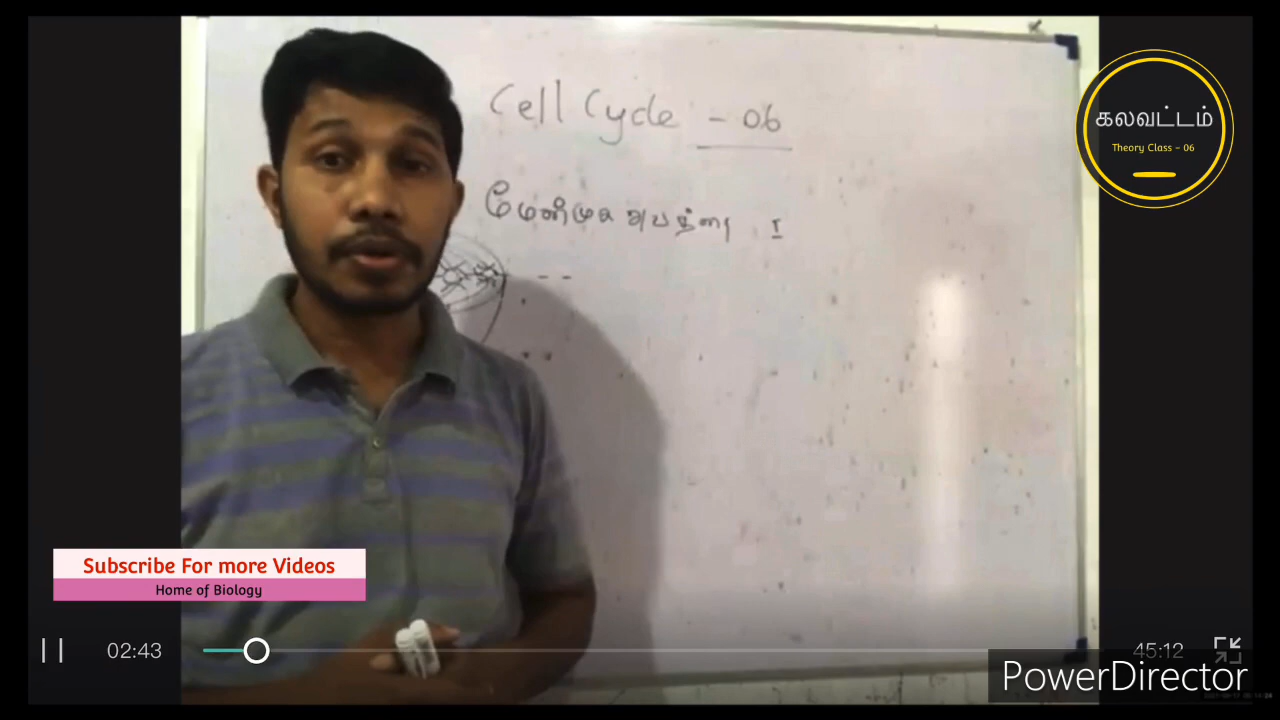 Cell Cycle - 06
மேன்முக அவத்தை I
கலவட்டம்
Theory Class - 06
Subscribe For more Videos
Home of Biology
02:43
45:12
PowerDirector